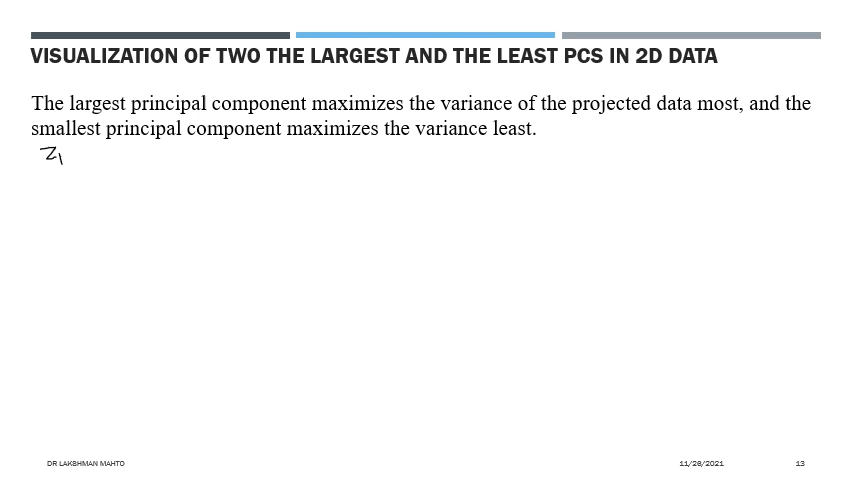 VISUALIZATION OF TWO THE LARGEST AND THE LEAST PCS IN 2D DATA
The largest principal component maximizes the variance of the projected data most, and the
smallest principal component maximizes the variance least.
Z1
DR LAKSHMAN MAHTO
11/26/2021
13